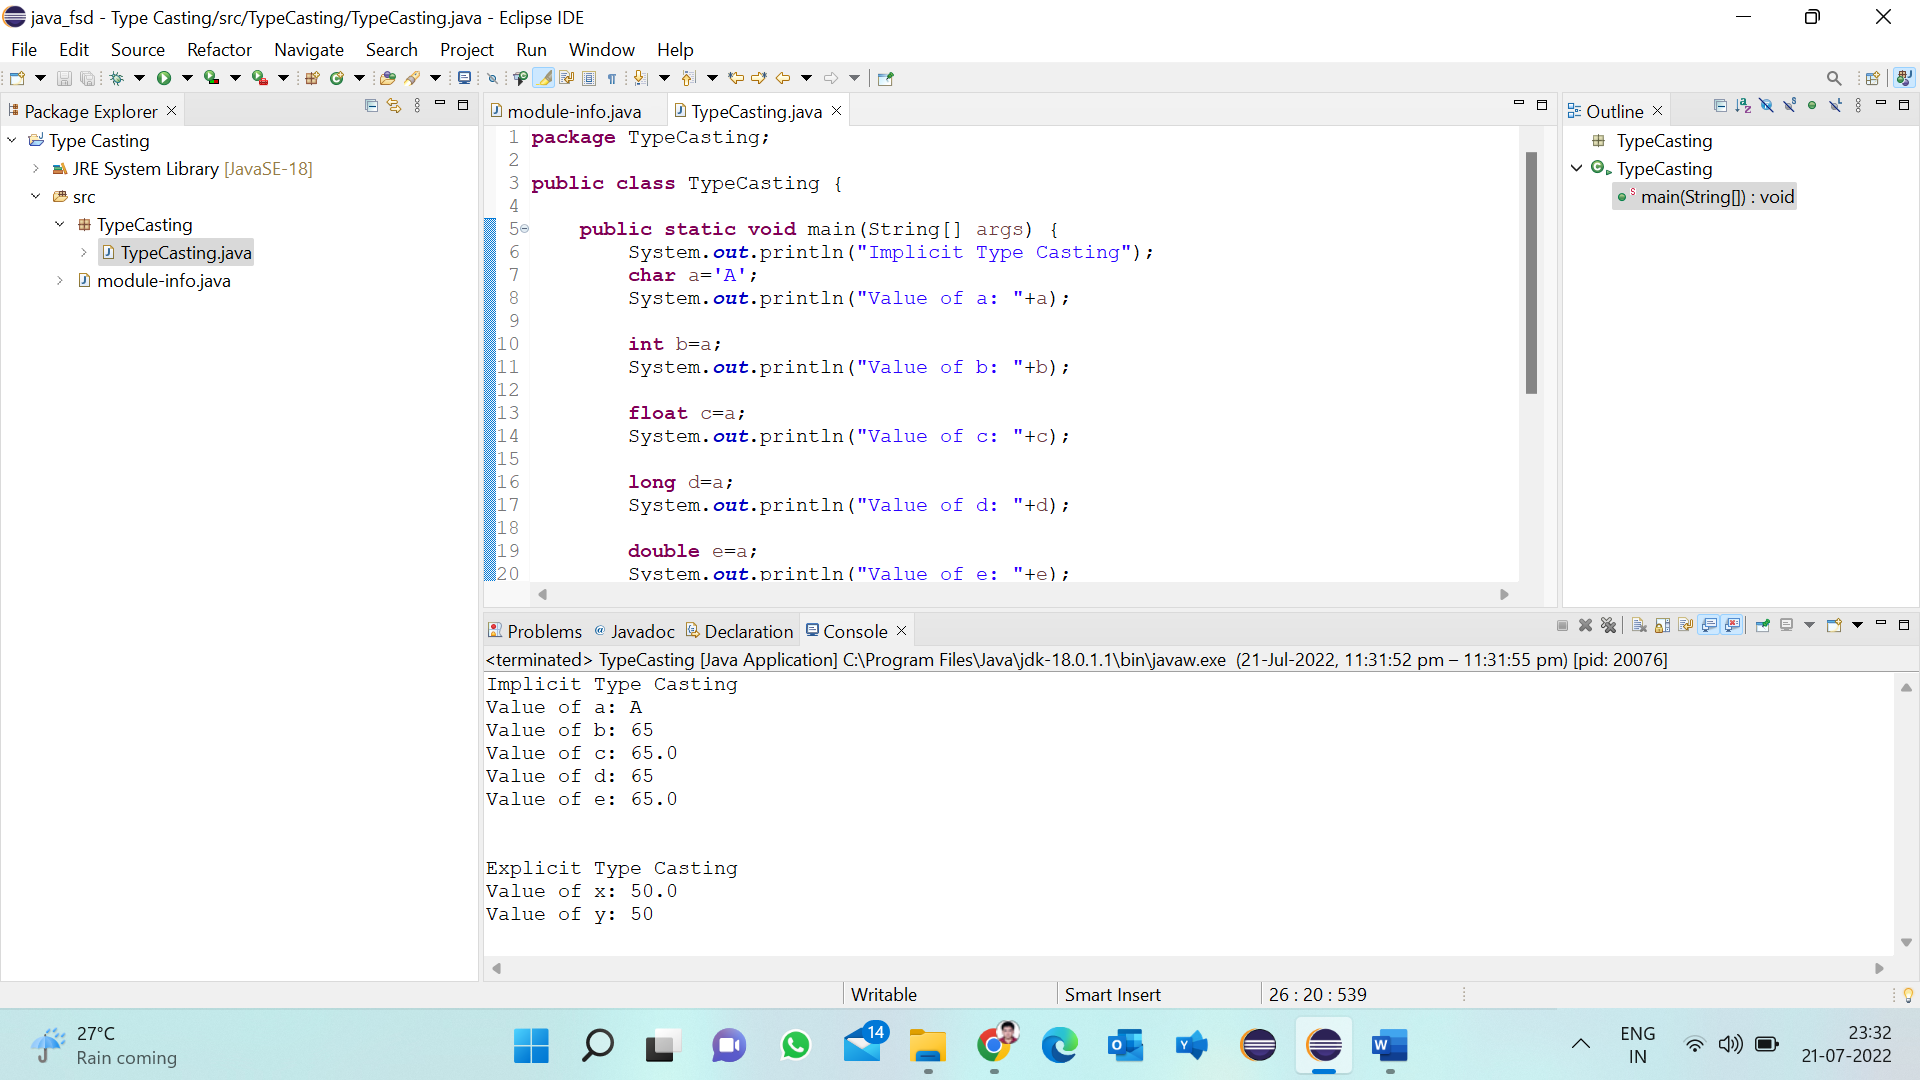 java_fsd - Type Casting/src/TypeCasting/TypeCasting.java - Eclipse IDE
File Edit Source Refactor Navigate Search Project Run Window Help
Package Explorer
Type Casting
JRE System Library [JavaSE-18]
src
TypeCasting
TypeCasting.java
module-info.java
module-info.java TypeCasting.java
1 package TypeCasting;
2
3 public class TypeCasting {
4
5 public static void main(String[] args) {
6 System.out.println("Implicit Type Casting");
7 char a='A';
8 System.out.println("Value of a: "+a);
9
10 int b=a;
11 System.out.println("Value of b: "+b);
12
13 float c=a;
14 System.out.println("Value of c: "+c);
15
16 long d=a;
17 System.out.println("Value of d: "+d);
18
19 double e=a;
20 System.out.println("Value of e: "+e);
Outline
TypeCasting
TypeCasting
main(String[]) : void
Problems Javadoc Declaration Console
<terminated> TypeCasting [Java Application] C:\Program Files\Java\jdk-18.0.1.1\bin\javaw.exe (21-Jul-2022, 11:31:52 pm – 11:31:55 pm) [pid: 20076]
Implicit Type Casting
Value of a: A
Value of b: 65
Value of c: 65.0
Value of d: 65
Value of e: 65.0
Explicit Type Casting
Value of x: 50.0
Value of y: 50
Writable Smart Insert 26 : 20 : 539
27°C
Rain coming
14
ENG
IN
23:32
21-07-2022